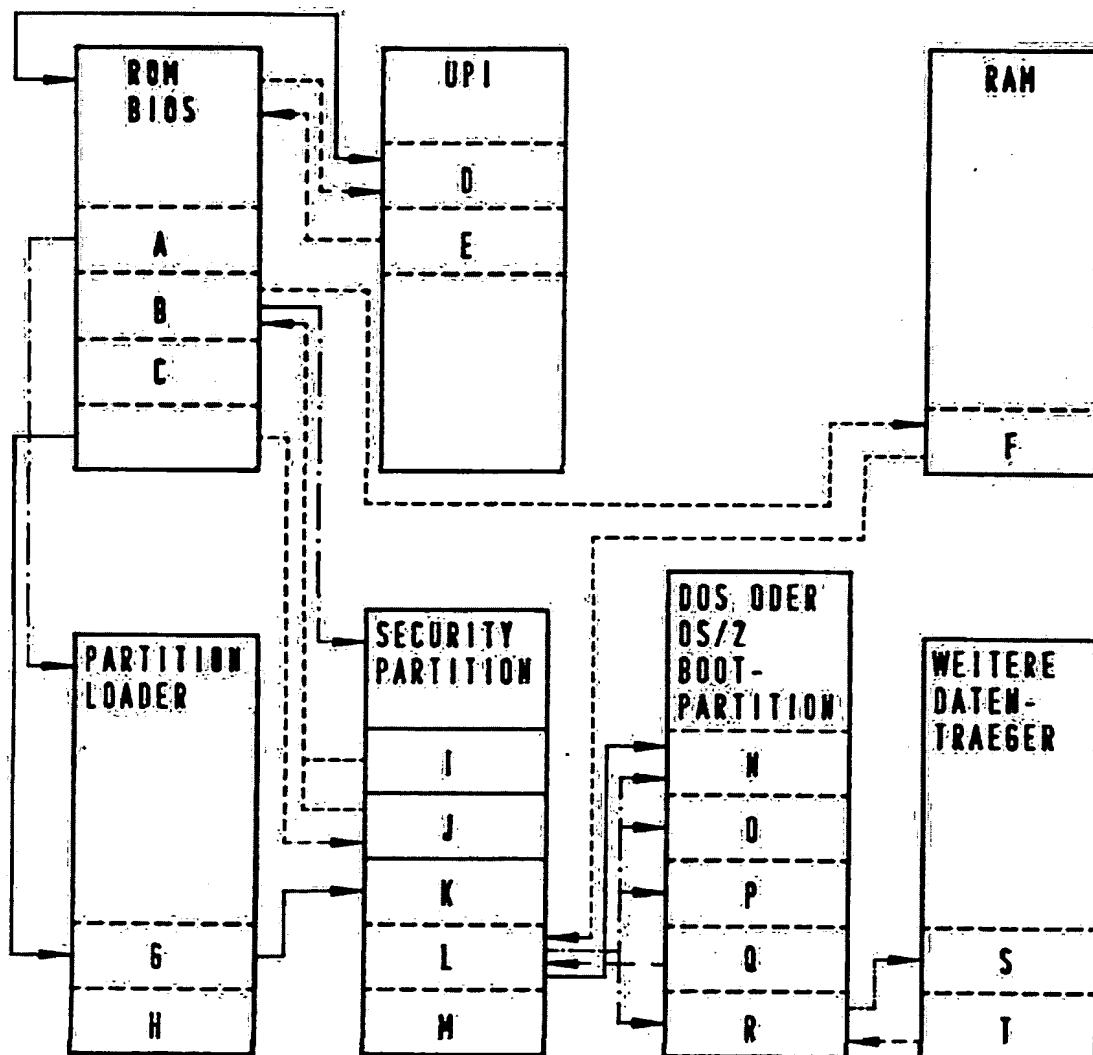 ROM
BIOS
A
B
C
UPI
D
E
RAM
F
PARTITION
LOADER
G
H
SECURITY
PARTITION
I
J
K
L
M
DOS ODER
OS/2
BOOT-
PARTITION
N
O
P
Q
R
WEITERE
DATEN-
TRAEGER
S
T